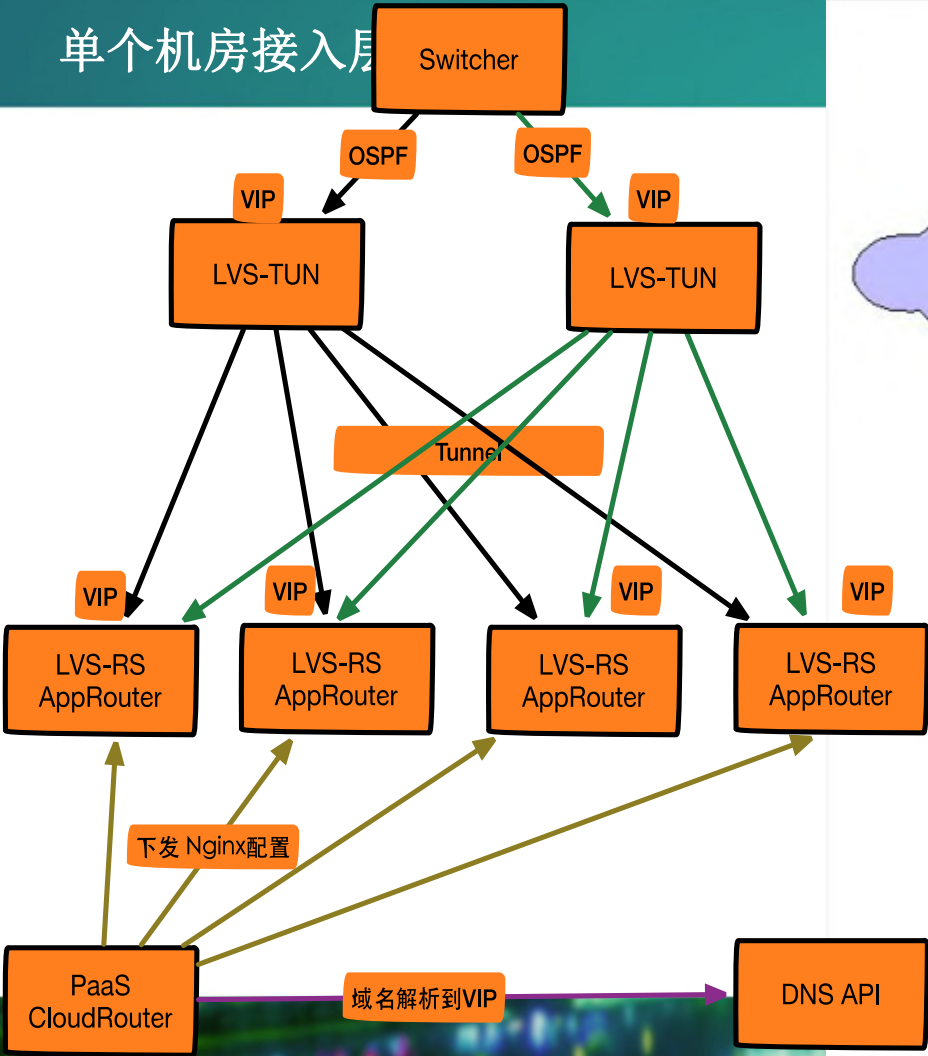 单个机房接入层
Switcher
OSPF
OSPF
VIP
VIP
LVS-TUN
LVS-TUN
Tunnel
VIP
VIP
VIP
VIP
LVS-RS
AppRouter
LVS-RS
AppRouter
LVS-RS
AppRouter
LVS-RS
AppRouter
下发 Nginx配置
PaaS
CloudRouter
域名解析到VIP
DNS API